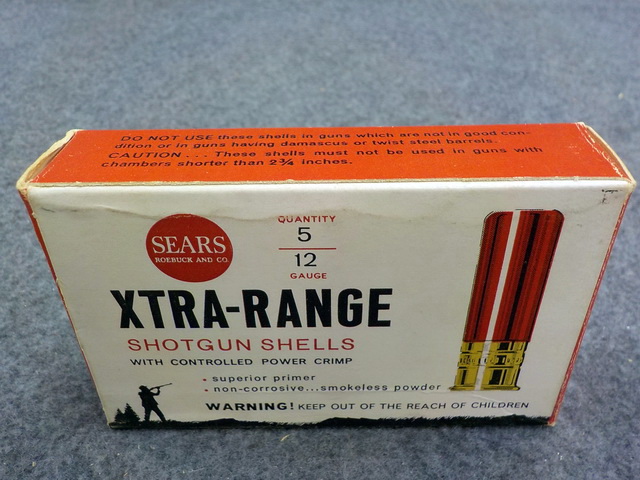 DO NOT USE these shells in guns which are not in good con-
dition or in guns having damascus or twist steel barrels.
CAUTION . . . These shells must not be used in guns with
chambers shorter than 2¾ inches.
SEARS
ROEBUCK AND CO.
QUANTITY
5
12
GAUGE
XTRA-RANGE
SHOTGUN SHELLS
WITH CONTROLLED POWER CRIMP
• superior primer
• non-corrosive...smokeless powder
WARNING! KEEP OUT OF THE REACH OF CHILDREN